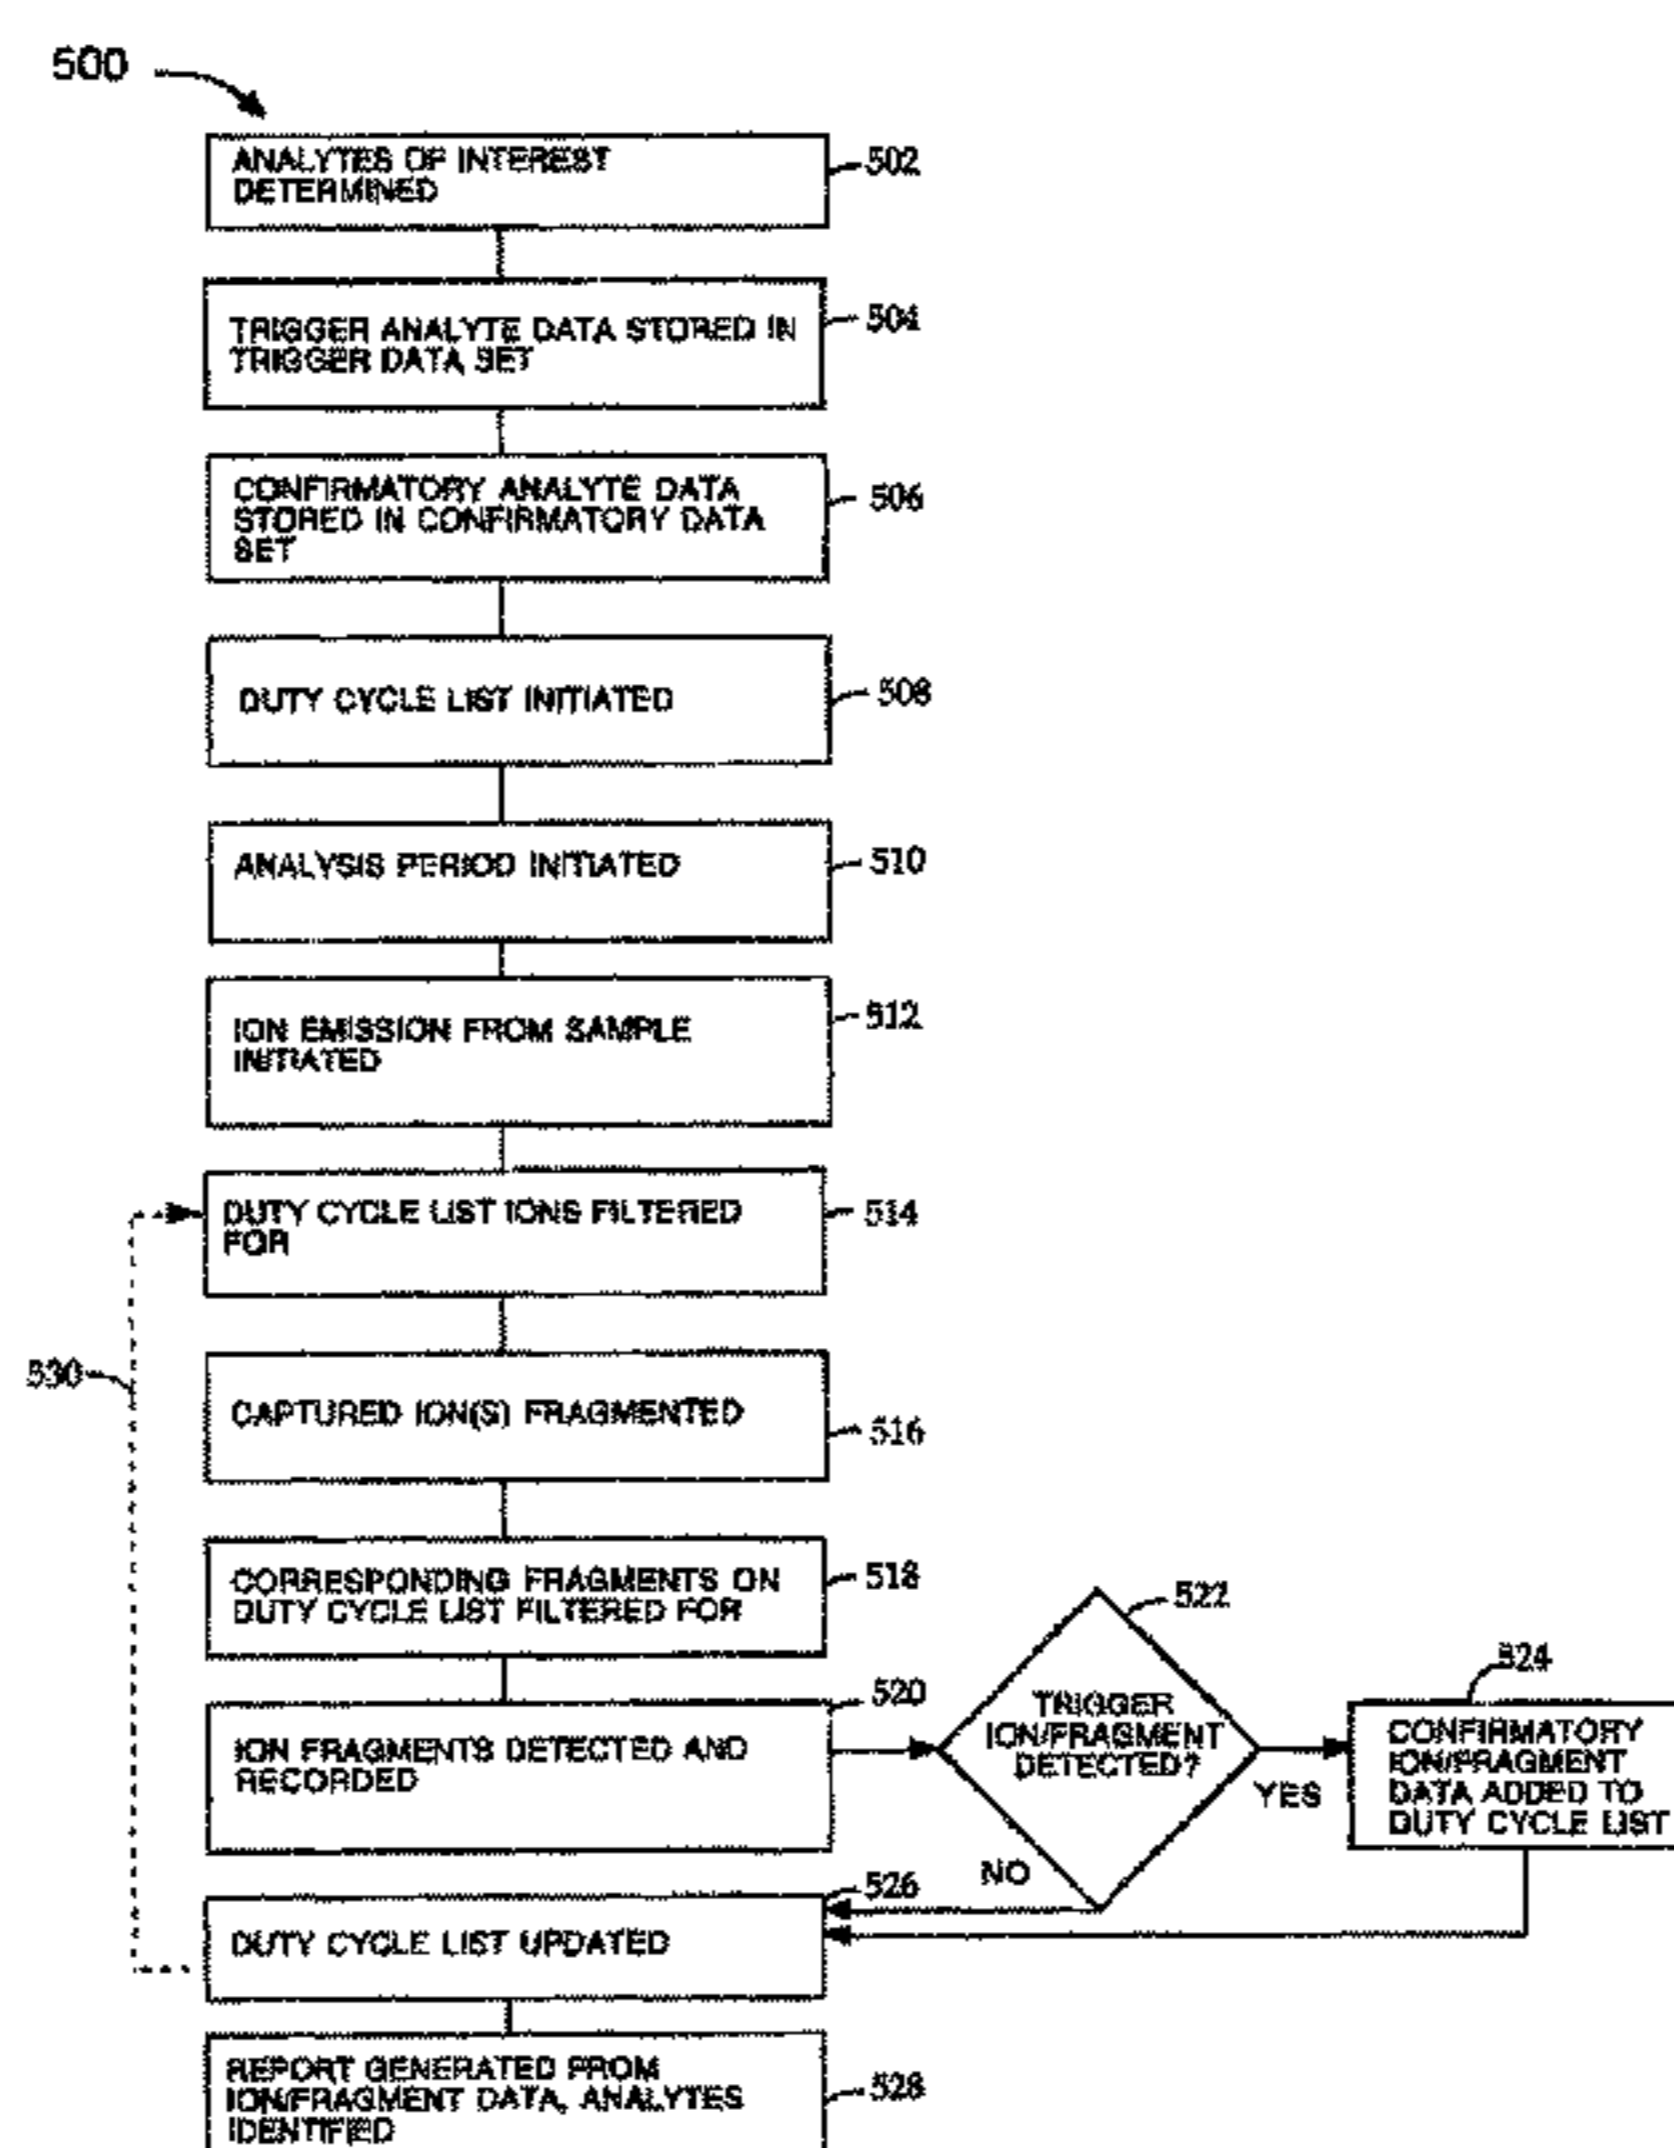 500
ANALYTES OF INTEREST
DETERMINED
502
TRIGGER ANALYTE DATA STORED IN
TRIGGER DATA SET
504
CONFIRMATORY ANALYTE DATA
STORED IN CONFIRMATORY DATA
SET
506
DUTY CYCLE LIST INITIATED
508
ANALYSIS PERIOD INITIATED
510
ION EMISSION FROM SAMPLE
INITIATED
512
DUTY CYCLE LIST IONS FILTERED
FOR
514
530
CAPTURED ION(S) FRAGMENTED
516
CORRESPONDING FRAGMENTS ON
DUTY CYCLE LIST FILTERED FOR
518
ION FRAGMENTS DETECTED AND
RECORDED
520
TRIGGER
ION/FRAGMENT
DETECTED?
522
YES
NO
CONFIRMATORY
ION/FRAGMENT
DATA ADDED TO
DUTY CYCLE LIST
524
DUTY CYCLE LIST UPDATED
526
REPORT GENERATED FROM
ION/FRAGMENT DATA, ANALYTES
IDENTIFED
528